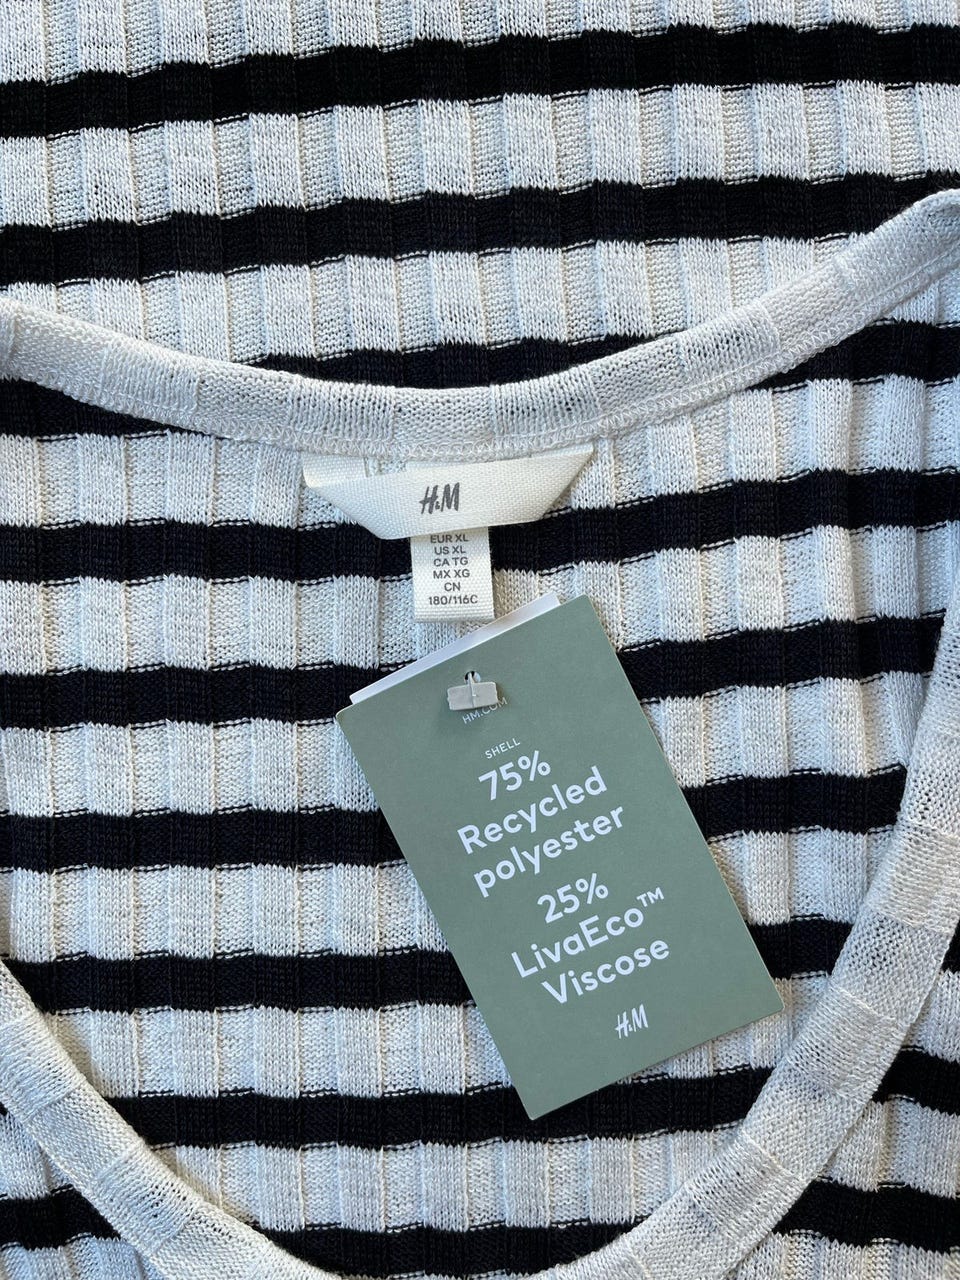 H&M
EUR XL
US XL
CA TG
MX XG
CN
180/116C
HM.COM
SHELL
75%
Recycled
polyester
25%
LivaEco™
Viscose
H&M